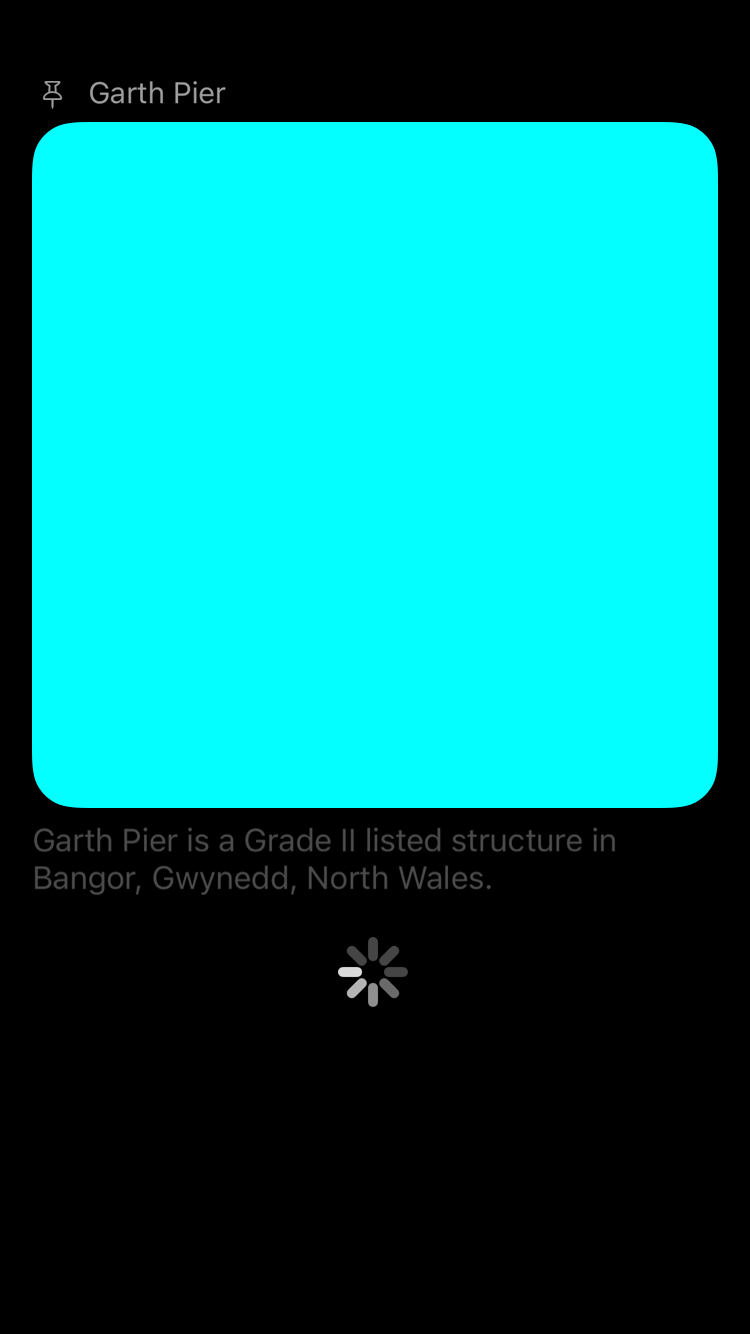 Garth Pier
Garth Pier is a Grade II listed structure in
Bangor, Gwynedd, North Wales.